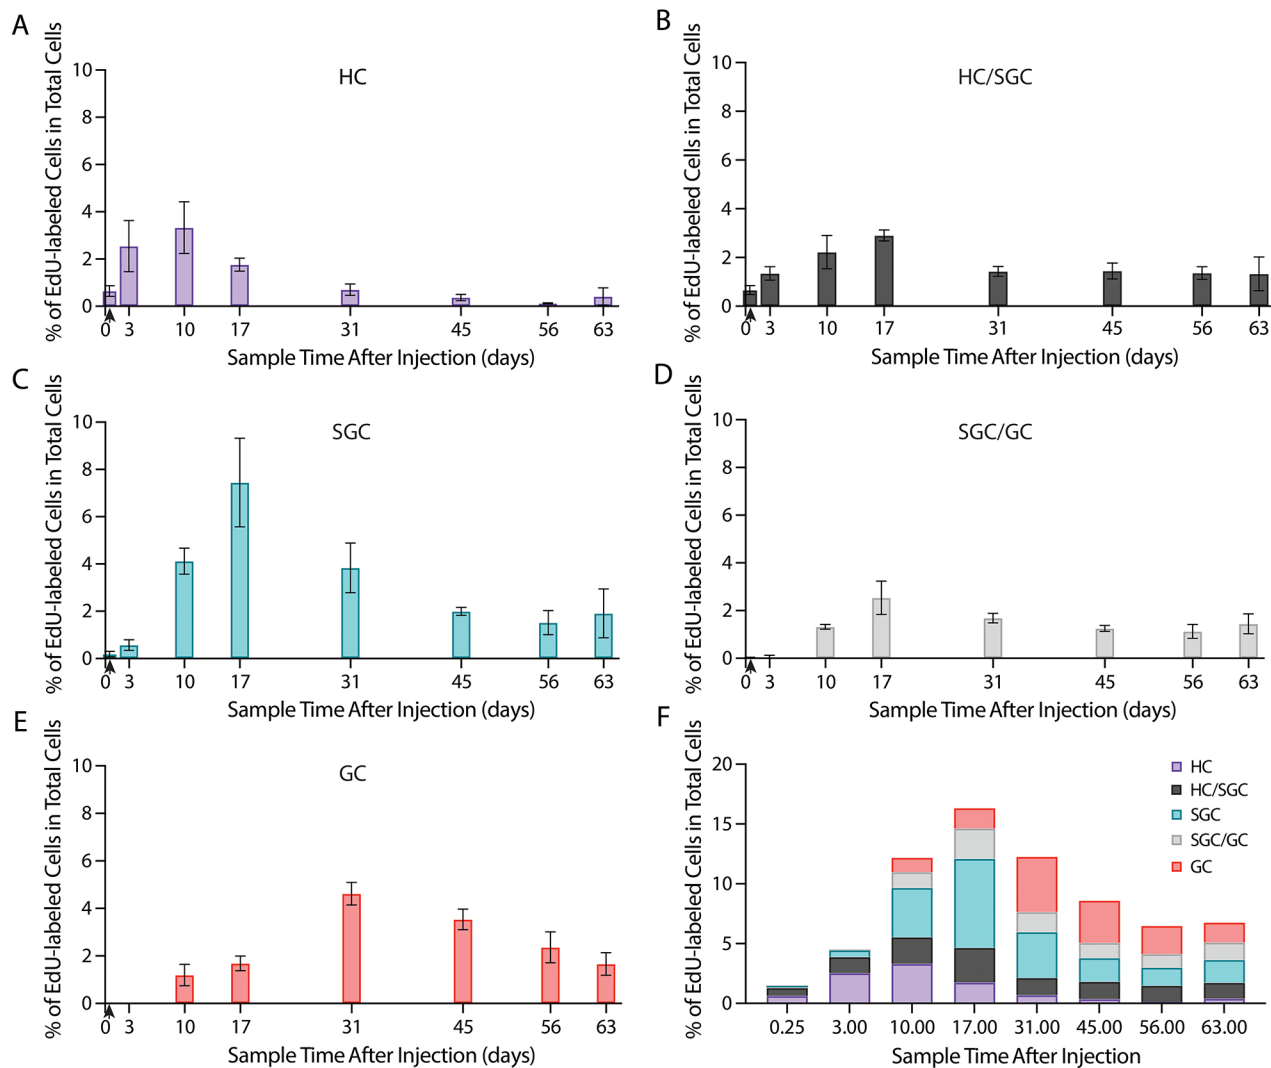 A
% of EdU-labeled Cells in Total Cells
HC
10
8
6
4
2
0
0 3 10 17 31 45 56 63
Sample Time After Injection (days)
B
% of EdU-labeled Cells in Total Cells
HC/SGC
10
8
6
4
2
0
0 3 10 17 31 45 56 63
Sample Time After Injection (days)
C
% of EdU-labeled Cells in Total Cells
SGC
10
8
6
4
2
0
0 3 10 17 31 45 56 63
Sample Time After Injection (days)
D
% of EdU-labeled Cells in Total Cells
SGC/GC
10
8
6
4
2
0
0 3 10 17 31 45 56 63
Sample Time After Injection (days)
E
% of EdU-labeled Cells in Total Cells
GC
10
8
6
4
2
0
0 3 10 17 31 45 56 63
Sample Time After Injection (days)
F
% of EdU-labeled Cells in Total Cells
20
15
10
5
0
HC
HC/SGC
SGC
SGC/GC
GC
0.25 3.00 10.00 17.00 31.00 45.00 56.00 63.00
Sample Time After Injection